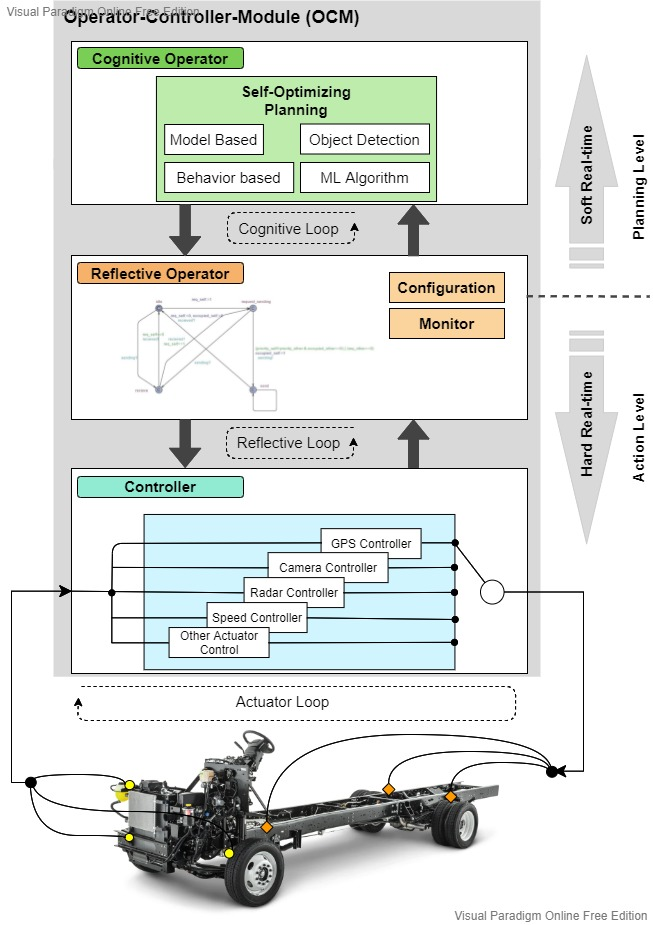 Visual Paradigm Online Free Edition
Operator-Controller-Module (OCM)
Cognitive Operator
Self-Optimizing
Planning
Model Based
Object Detection
Behavior based
ML Algorithm
Soft Real-time
Planning Level
Cognitive Loop
Reflective Operator
Configuration
Monitor
Hard Real-time
Action Level
Reflective Loop
Controller
GPS Controller
Camera Controller
Radar Controller
Speed Controller
Other Actuator
Control
Actuator Loop
Visual Paradigm Online Free Edition